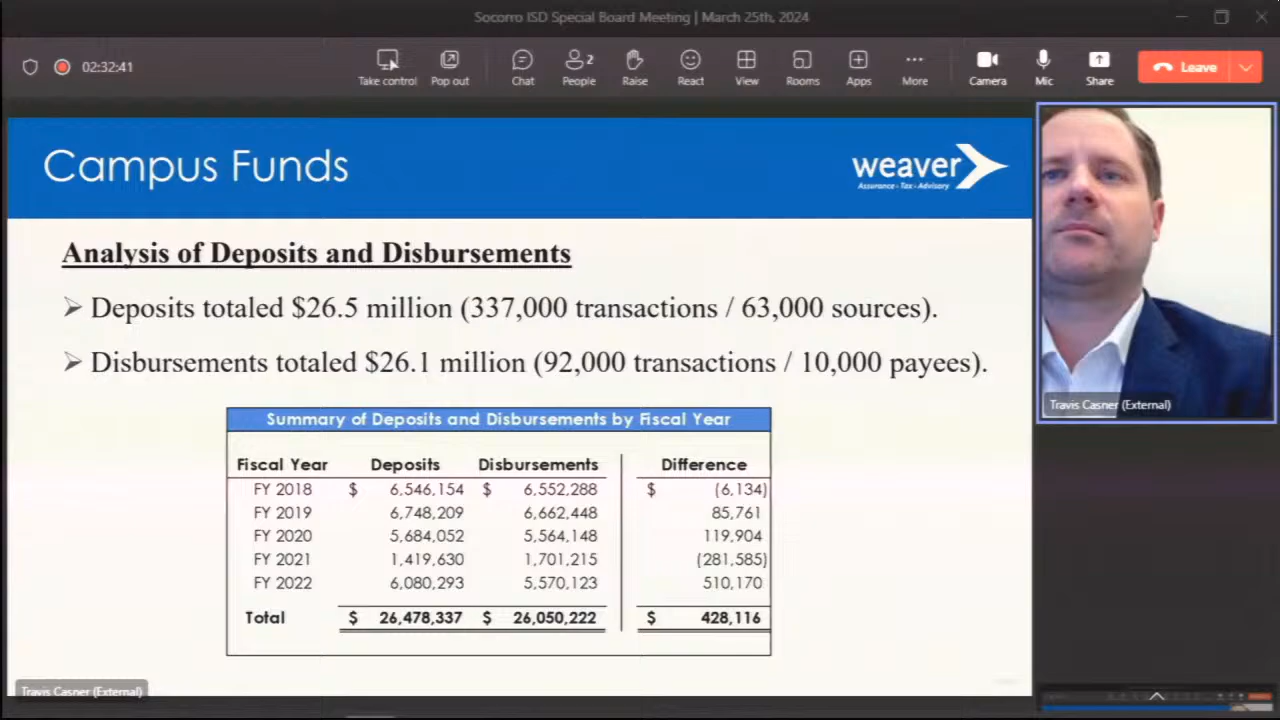 Socorro ISD Special Board Meeting | March 25th, 2024
02:32:41
Take control
Pop out
Chat
2
People
Raise
React
View
Rooms
Apps
More
Camera
Mic
Share
Leave
Campus Funds
weaver
Assurance • Tax • Advisory
Analysis of Deposits and Disbursements
➢ Deposits totaled $26.5 million (337,000 transactions / 63,000 sources).
➢ Disbursements totaled $26.1 million (92,000 transactions / 10,000 payees).
Summary of Deposits and Disbursements by Fiscal Year
Fiscal Year Deposits Disbursements Difference
FY 2018 $ 6,546,154 $ 6,552,288 $ (6,134)
FY 2019 6,748,209 6,662,448 85,761
FY 2020 5,684,052 5,564,148 119,904
FY 2021 1,419,630 1,701,215 (281,585)
FY 2022 6,080,293 5,570,123 510,170
Total $ 26,478,337 $ 26,050,222 $ 428,116
Travis Casner (External)
Travis Casner (External)